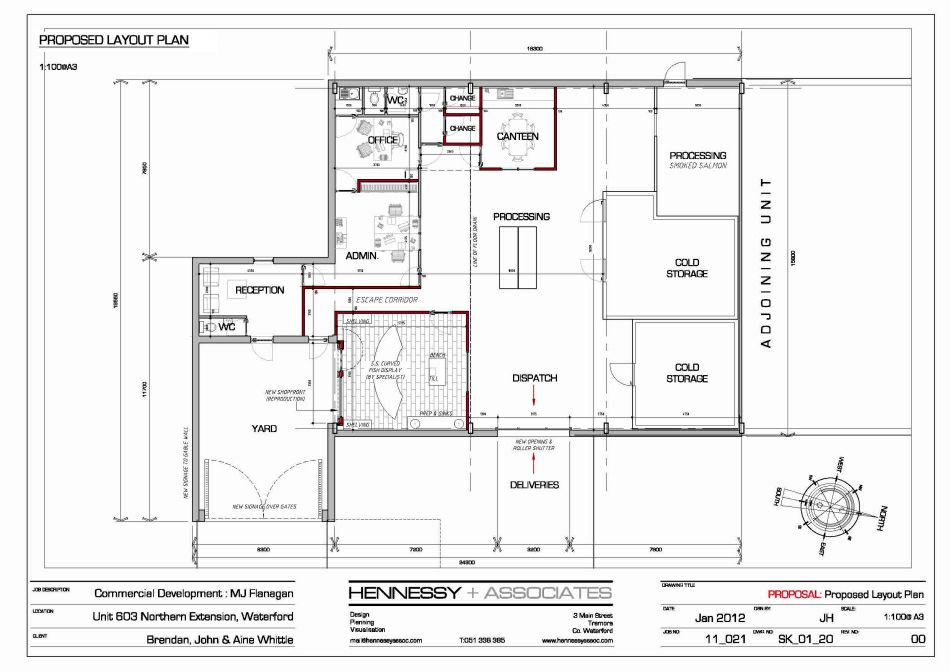 PROPOSED LAYOUT PLAN
1:100@A3
18300
WC
CHANGE
CHANGE
OFFICE
CANTEEN
PROCESSING
SMOKED SALMON
PROCESSING
LINE OF FLOOR DRAIN
ADMIN.
COLD
STORAGE
RECEPTION
ESCAPE CORRIDOR
WC
SHELVING
S.S. CURVED
FISH DISPLAY
(BY SPECIALIST)
BENCH
TILL
PREP & SINKS
SHELVING
NEW SHOPFRONT
(REPRODUCTION)
YARD
DISPATCH
COLD
STORAGE
ADJOINING UNIT
NEW OPENING &
ROLLER SHUTTER
DELIVERIES
NEW SIGNAGE TO GABLE WALL
NEW SIGNAGE OVER GATES
11700
7200
3200
WEST
SOUTH
NORTH
EAST
JOB DESCRIPTION
Commercial Development : MJ Flanagan
LOCATION
Unit 603 Northern Extension, Waterford
CLIENT
Brendan, John & Aine Whittle
HENNESSY + ASSOCIATES
Design
Planning
Visualisation
3 Main Street
Tramore
Co. Waterford
mail@hennessyassoc.com
T:051 338 385
www.hennessyassoc.com
DRAWING TITLE
PROPOSAL: Proposed Layout Plan
DATE
Jan 2012
DRN BY
JH
SCALE
1:100@ A3
JOB NO
11_021
DWG NO
SK_01_20
REV NO
00